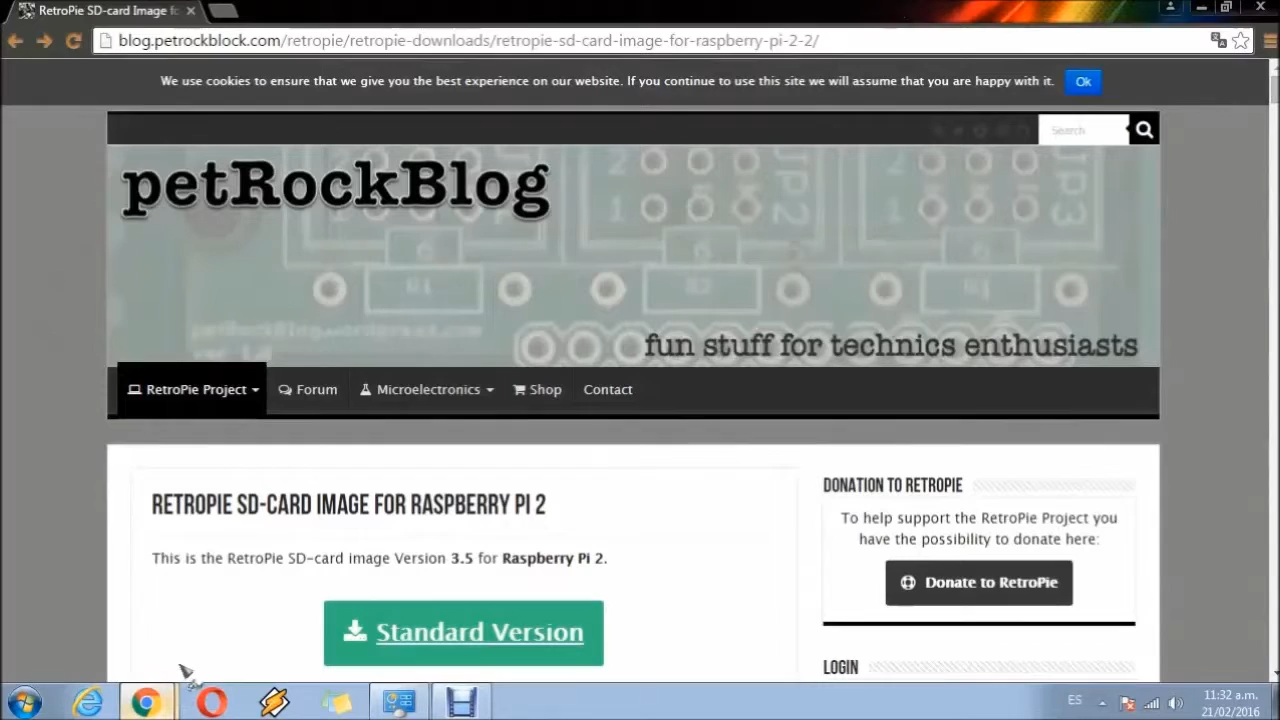 RetroPie SD-card Image fo
blog.petrockblock.com/retropie/retropie-downloads/retropie-sd-card-image-for-raspberry-pi-2-2/
We use cookies to ensure that we give you the best experience on our website. If you continue to use this site we will assume that you are happy with it. Ok
Search
petRockBlog
fun stuff for technics enthusiasts
RetroPie Project Forum Microelectronics Shop Contact
RETROPIE SD-CARD IMAGE FOR RASPBERRY PI 2
This is the RetroPie SD-card image Version 3.5 for Raspberry Pi 2.
Standard Version
DONATION TO RETROPIE
To help support the RetroPie Project you
have the possibility to donate here:
Donate to RetroPie
LOGIN
ES
11:32 a.m.
21/02/2016